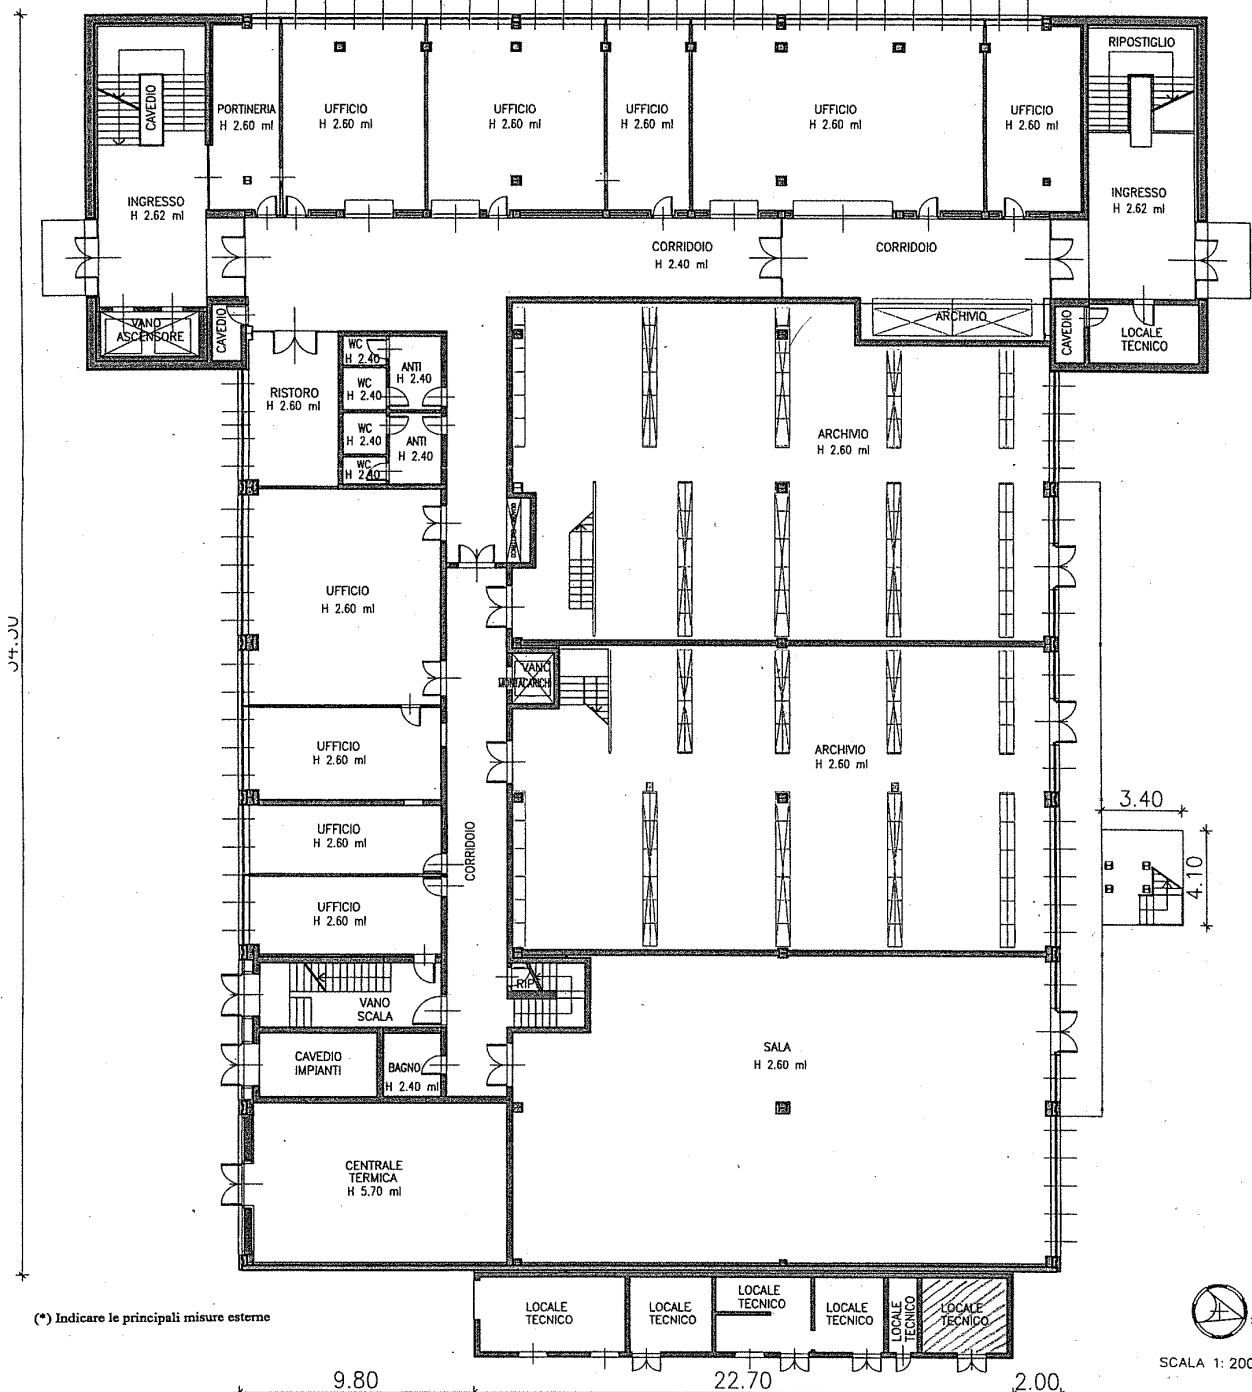 RIPOSTIGLIO
CAVEDIO
PORTINERIA
H 2.60 ml
UFFICIO
H 2.60 ml
UFFICIO
H 2.60 ml
UFFICIO
H 2.60 ml
UFFICIO
H 2.60 ml
UFFICIO
H 2.60 ml
INGRESSO
H 2.62 ml
INGRESSO
H 2.62 ml
CORRIDOIO
H 2.40 ml
CORRIDOIO
VANO
ASCENSORE
CAVEDIO
ARCHIVIO
CAVEDIO
LOCALE
TECNICO
WC
H 2.40
ANTI
H 2.40
WC
H 2.40
RISTORO
H 2.60 ml
WC
H 2.40
ANTI
H 2.40
WC
H 2.40
ARCHIVIO
H 2.60 ml
UFFICIO
H 2.60 ml
VANO
MONTACARICHI
UFFICIO
H 2.60 ml
ARCHIVIO
H 2.60 ml
3.40
4.10
UFFICIO
H 2.60 ml
CORRIDOIO
UFFICIO
H 2.60 ml
VANO
SCALA
RIP
CAVEDIO
IMPIANTI
BAGNO
H 2.40 ml
SALA
H 2.60 ml
CENTRALE
TERMICA
H 5.70 ml
LOCALE
TECNICO
LOCALE
TECNICO
LOCALE
TECNICO
LOCALE
TECNICO
LOCALE
TECNICO
LOCALE
TECNICO
(*) Indicare le principali misure esterne
SCALA 1: 200
9.80
22.70
2.00